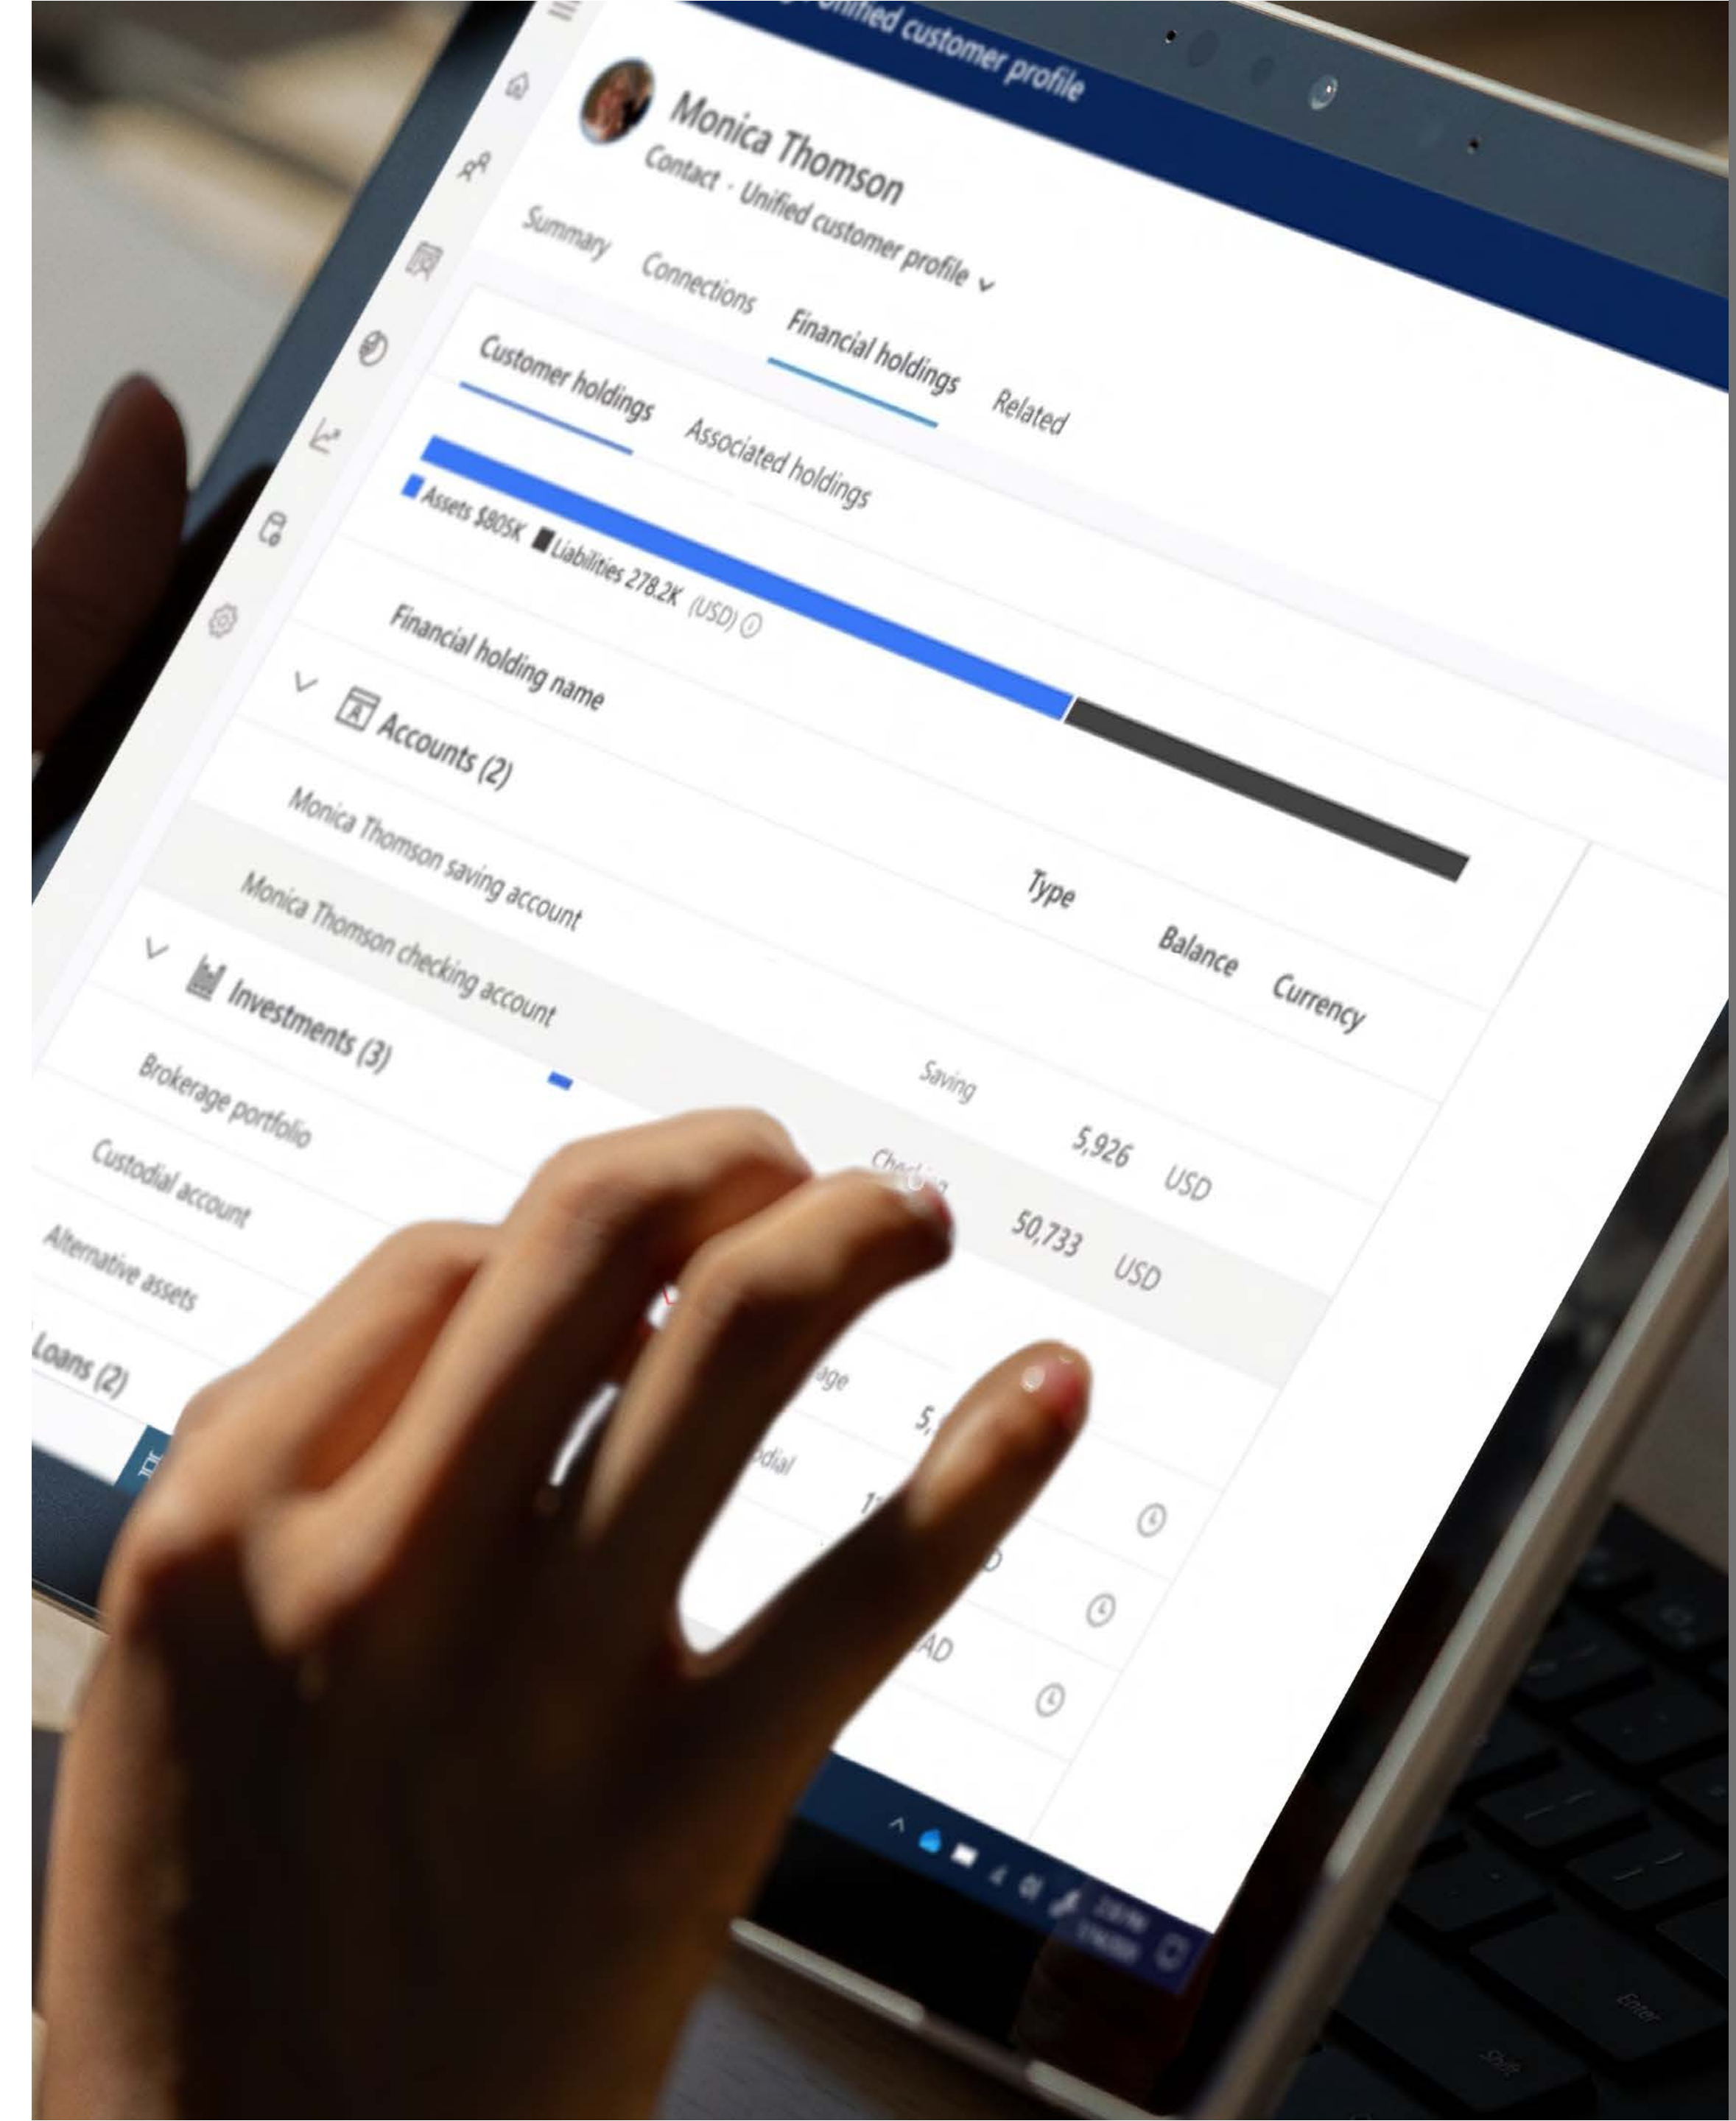 Unified customer profile
Monica Thomson
Contact · Unified customer profile
Summary Connections Financial holdings Related
Customer holdings Associated holdings
Assets $805K Liabilities 278.2K (USD)
Financial holding name Type Balance Currency
Accounts (2)
Monica Thomson saving account Saving 5,926 USD
Monica Thomson checking account Checking 50,733 USD
Investments (3)
Brokerage portfolio
Custodial account
Alternative assets
Loans (2)
Enter
Shift